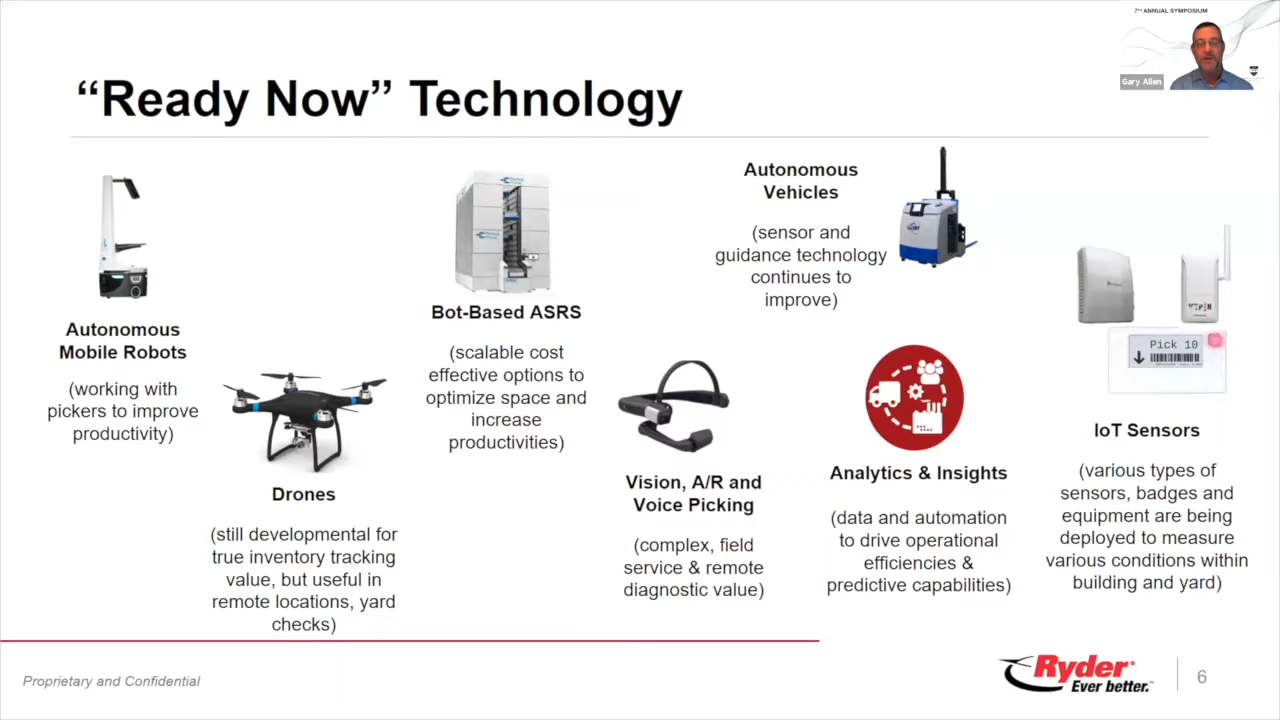 7TH ANNUAL SYMPOSIUM
Gary Allen
“Ready Now” Technology
Autonomous
Mobile Robots
(working with
pickers to improve
productivity)
Drones
(still developmental for
true inventory tracking
value, but useful in
remote locations, yard
checks)
Bot-Based ASRS
(scalable cost
effective options to
optimize space and
increase
productivities)
Vision, A/R and
Voice Picking
(complex, field
service & remote
diagnostic value)
Autonomous
Vehicles
(sensor and
guidance technology
continues to
improve)
Analytics & Insights
(data and automation
to drive operational
efficiencies &
predictive capabilities)
Pick 10
IoT Sensors
(various types of
sensors, badges and
equipment are being
deployed to measure
various conditions within
building and yard)
Proprietary and Confidential
Ryder
Ever better.™
6